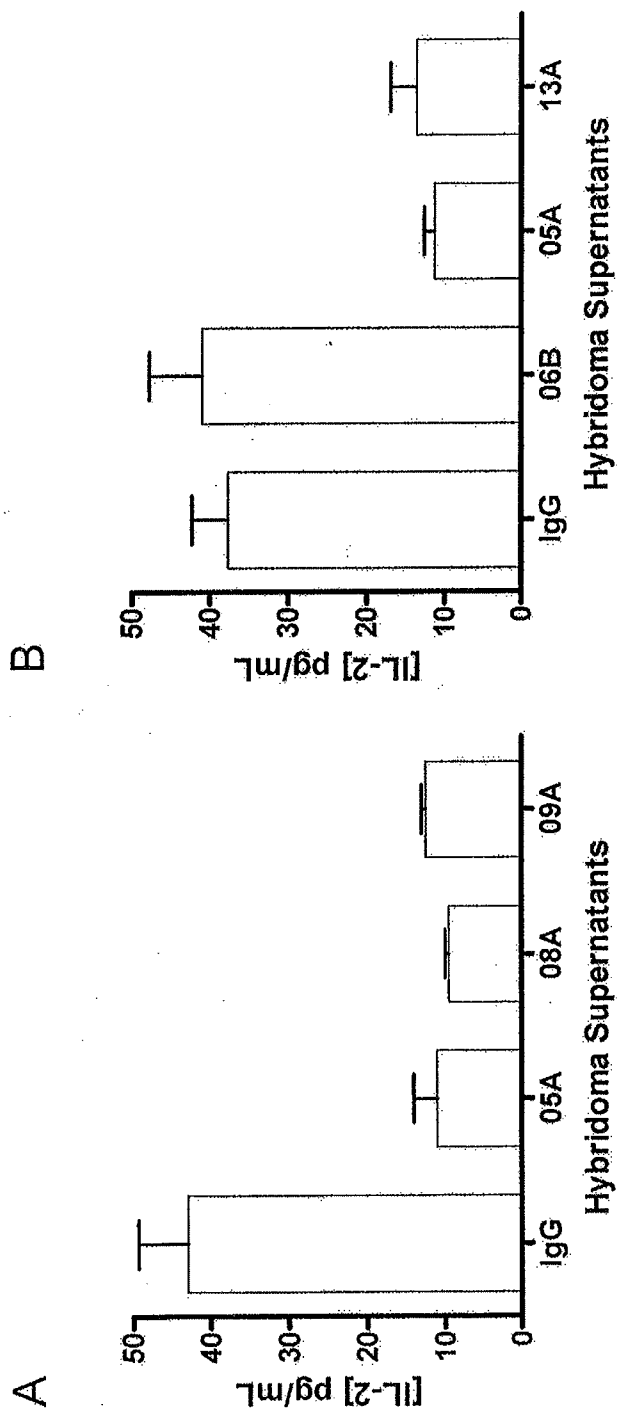 A
[IL-2] pg/mL
50
40
30
20
10
0
IgG
05A
08A
09A
Hybridoma Supernatants
B
[IL-2] pg/mL
50
40
30
20
10
0
IgG
06B
05A
13A
Hybridoma Supernatants